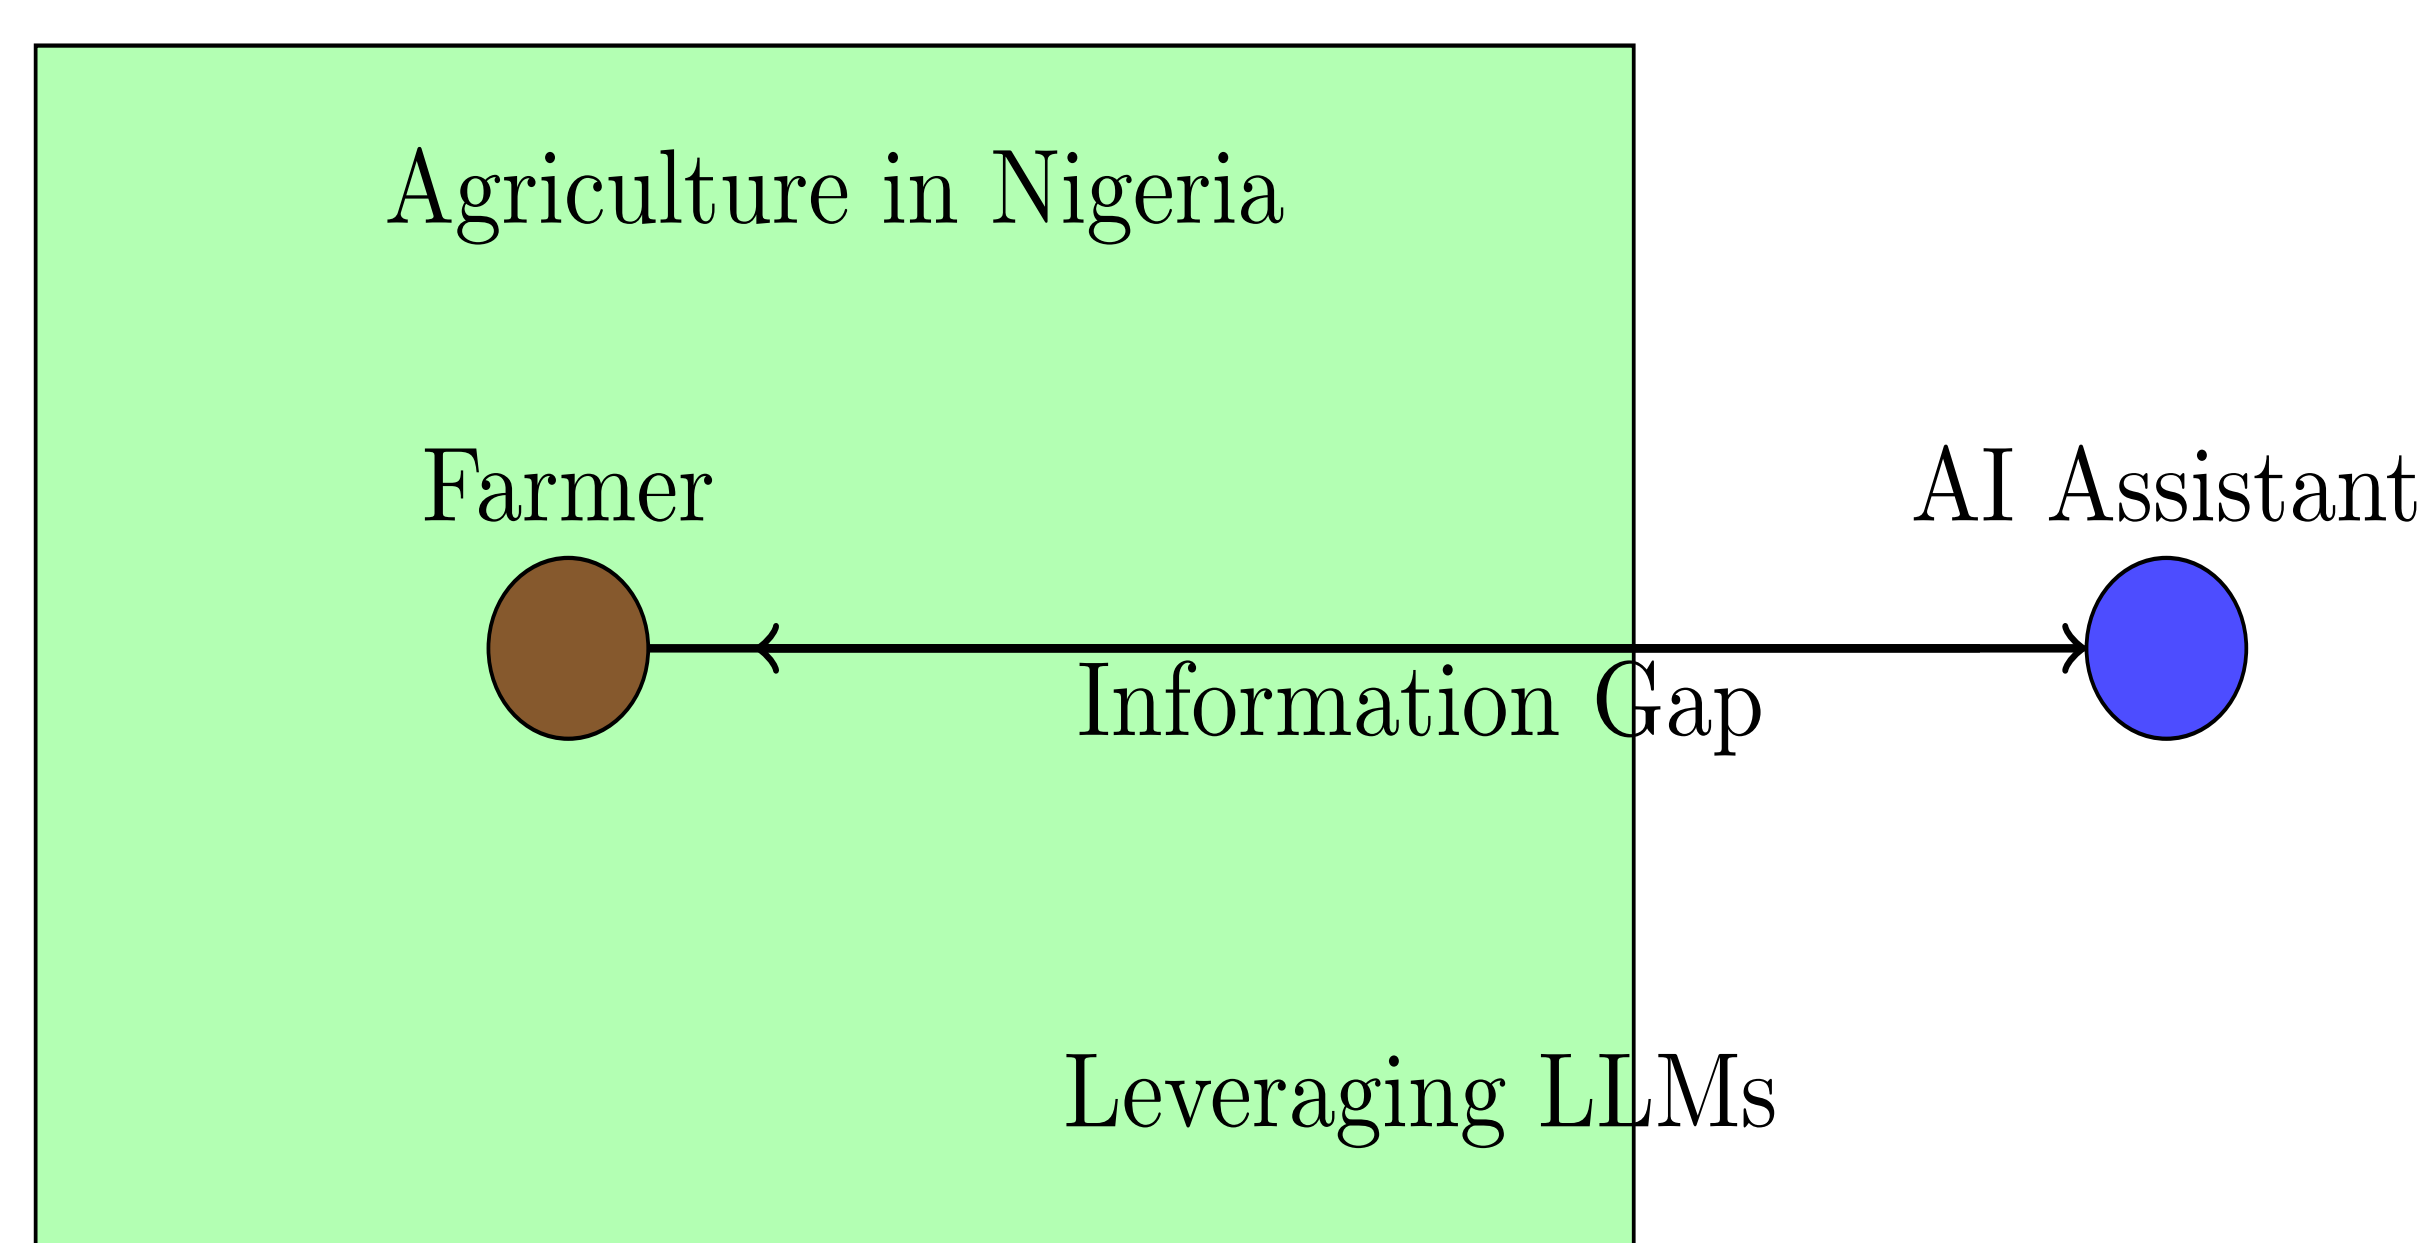 Agriculture in Nigeria
Farmer
AI Assistant
Information Gap
Leveraging LLMs